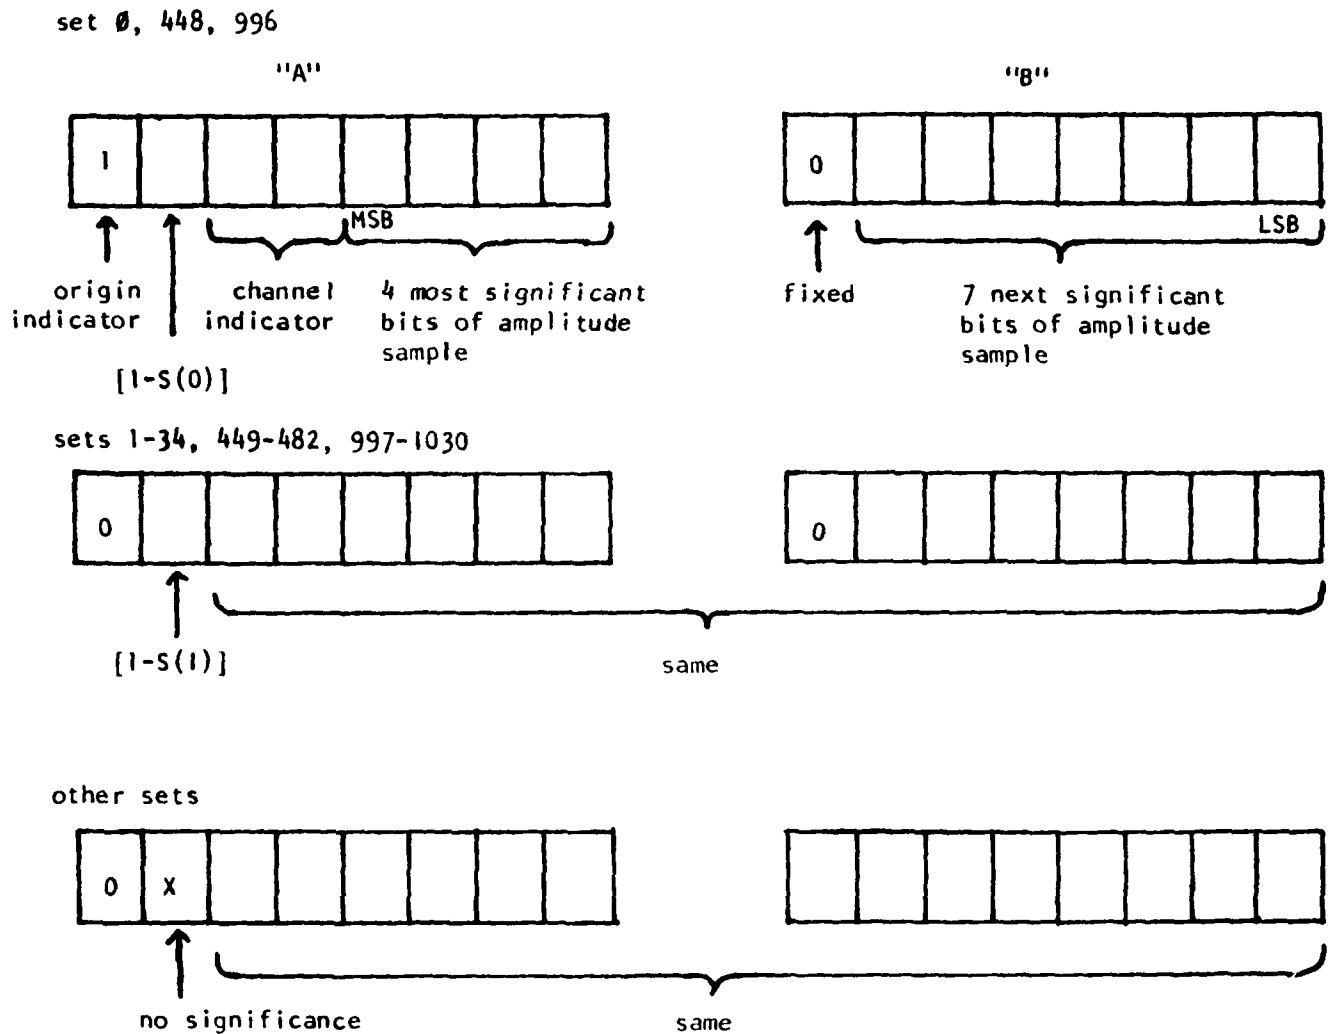 set Ø, 448, 996
"A"
"B"
1
0
MSB
LSB
origin indicator
channel indicator
4 most significant bits of amplitude sample
fixed
7 next significant bits of amplitude sample
[1-S(0)]
sets 1-34, 449-482, 997-1030
0
0
[1-S(1)]
same
other sets
0 X
no significance
same